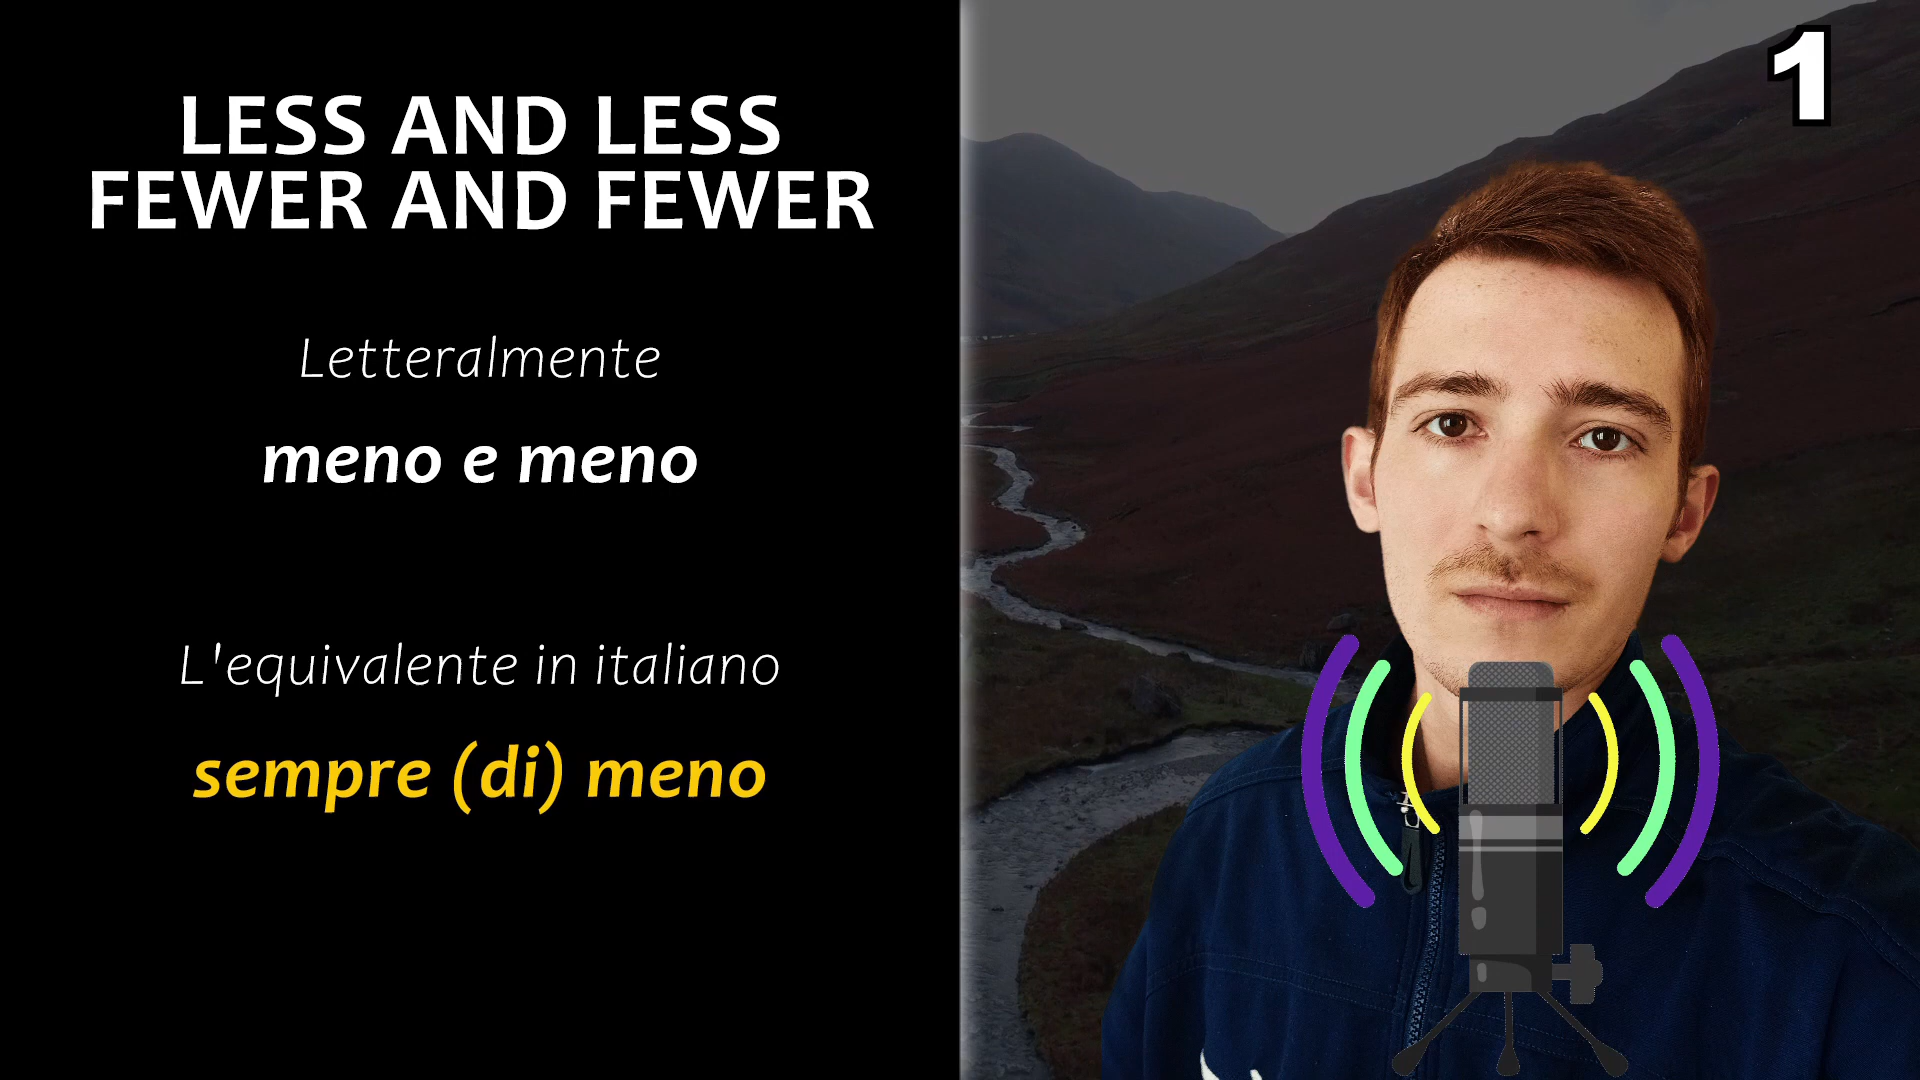 LESS AND LESS
FEWER AND FEWER
Letteralmente
meno e meno
L'equivalente in italiano
sempre (di) meno
1